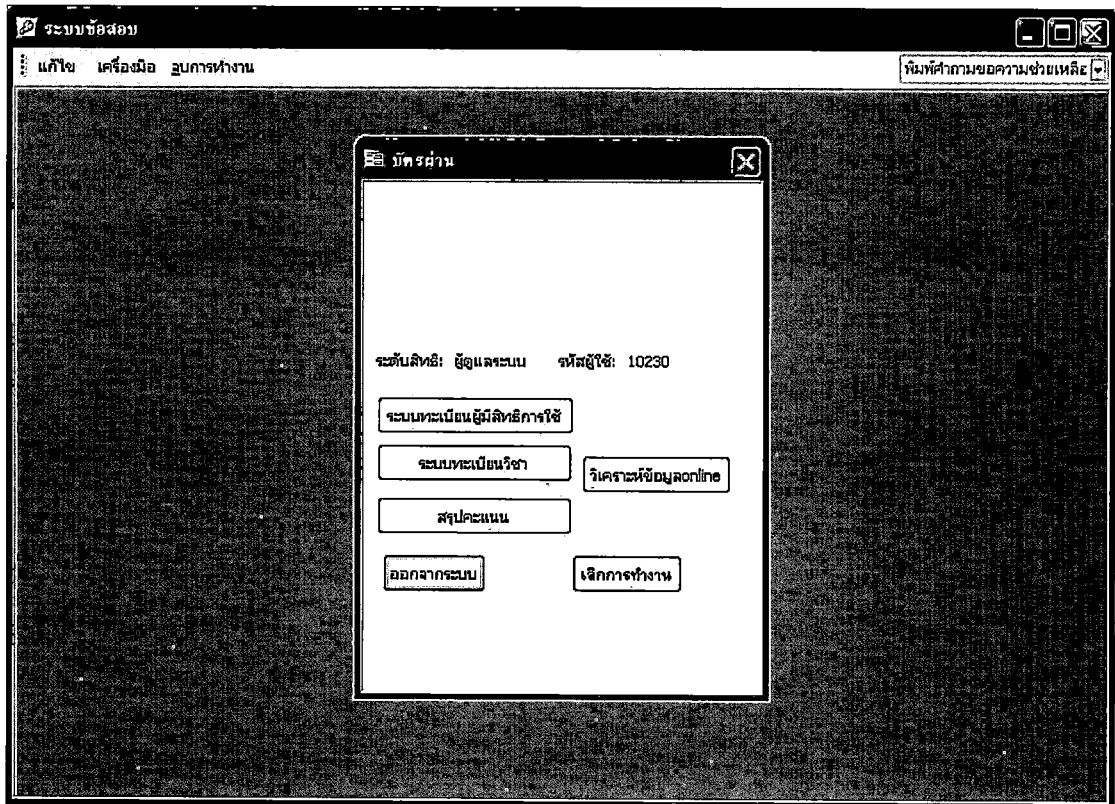 ระบบข้อสอบ
แก้ไข เครื่องมือ จบการทำงาน พิมพ์คำถามขอความช่วยเหลือ
บัตรผ่าน
ระดับสิทธิ: ผู้ดูแลระบบ รหัสผู้ใช้: 10230
ระบบทะเบียนผู้มีสิทธิการใช้
ระบบทะเบียนวิชา
วิเคราะห์ข้อมูลonline
สรุปคะแนน
ออกจากระบบ เลิกการทำงาน